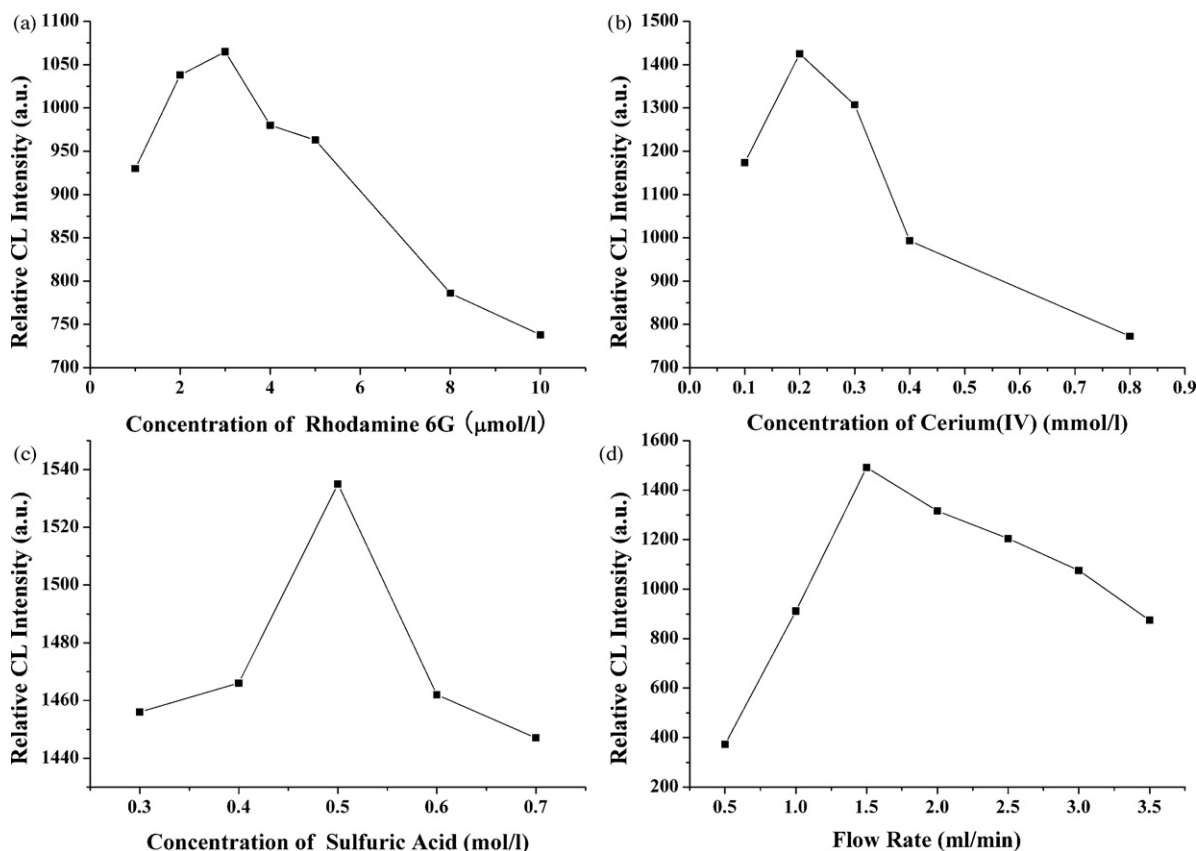 (a)
1100
1050
1000
950
900
850
800
750
700
Relative CL Intensity (a.u.)
0 2 4 6 8 10
Concentration of Rhodamine 6G (μmol/l)
(b)
1500
1400
1300
1200
1100
1000
900
800
700
Relative CL Intensity (a.u.)
0.0 0.1 0.2 0.3 0.4 0.5 0.6 0.7 0.8 0.9
Concentration of Cerium(IV) (mmol/l)
(c)
1540
1520
1500
1480
1460
1440
Relative CL Intensity (a.u.)
0.3 0.4 0.5 0.6 0.7
Concentration of Sulfuric Acid (mol/l)
(d)
1600
1400
1200
1000
800
600
400
200
Relative CL Intensity (a.u.)
0.5 1.0 1.5 2.0 2.5 3.0 3.5
Flow Rate (ml/min)